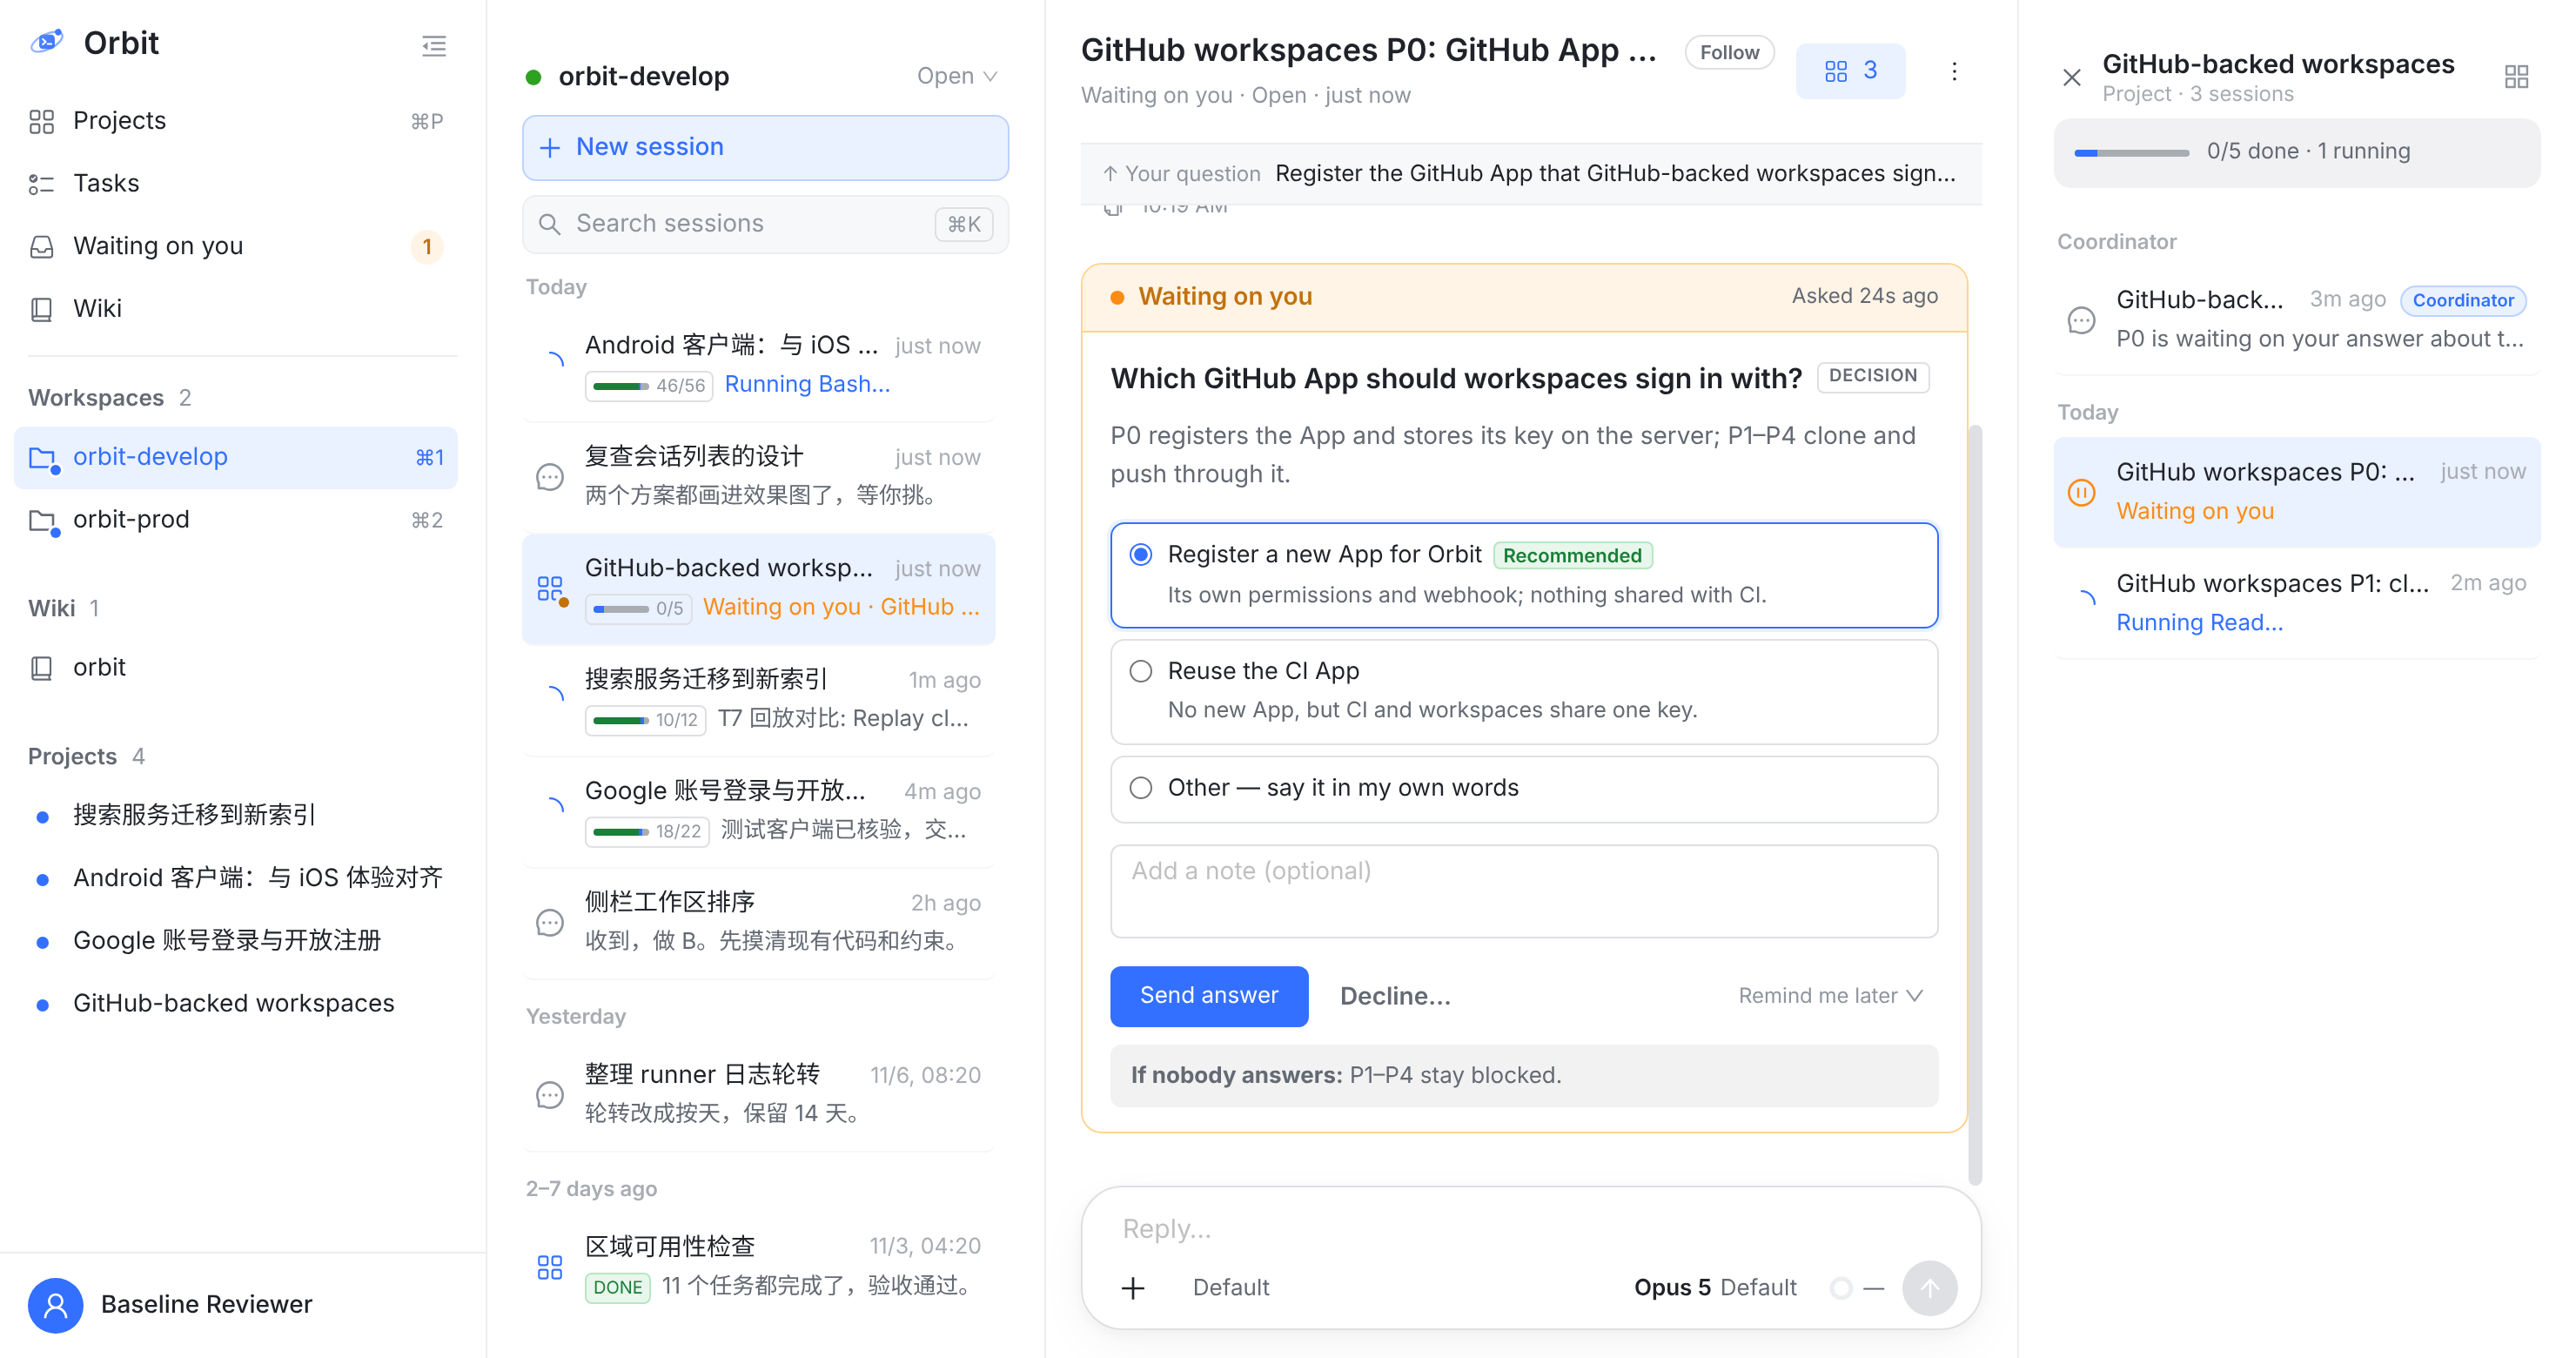 Orbit
Projects ⌘P
Tasks
Waiting on you 1
Wiki
Workspaces 2
orbit-develop ⌘1
orbit-prod ⌘2
Wiki 1
orbit
Projects 4
搜索服务迁移到新索引
Android 客户端：与 iOS 体验对齐
Google 账号登录与开放注册
GitHub-backed workspaces
Baseline Reviewer
orbit-develop Open
New session
Search sessions ⌘K
Today
Android 客户端：与 iOS ... just now
46/56 Running Bash...
复查会话列表的设计 just now
两个方案都画进效果图了，等你挑。
GitHub-backed worksp... just now
0/5 Waiting on you · GitHub ...
搜索服务迁移到新索引 1m ago
10/12 T7 回放对比: Replay cl...
Google 账号登录与开放... 4m ago
18/22 测试客户端已核验，交...
侧栏工作区排序 2h ago
收到，做 B。先摸清现有代码和约束。
Yesterday
整理 runner 日志轮转 11/6, 08:20
轮转改成按天，保留 14 天。
2–7 days ago
区域可用性检查 11/3, 04:20
DONE 11 个任务都完成了，验收通过。
GitHub workspaces P0: GitHub App ... Follow 3
Waiting on you · Open · just now
↑ Your question Register the GitHub App that GitHub-backed workspaces sign...
10:19 AM
Waiting on you Asked 24s ago
Which GitHub App should workspaces sign in with? DECISION
P0 registers the App and stores its key on the server; P1–P4 clone and
push through it.
Register a new App for Orbit Recommended
Its own permissions and webhook; nothing shared with CI.
Reuse the CI App
No new App, but CI and workspaces share one key.
Other — say it in my own words
Add a note (optional)
Send answer Decline... Remind me later
If nobody answers: P1–P4 stay blocked.
Reply...
Default Opus 5 Default —
GitHub-backed workspaces
Project · 3 sessions
0/5 done · 1 running
Coordinator
GitHub-back... 3m ago Coordinator
P0 is waiting on your answer about t...
Today
GitHub workspaces P0: ... just now
Waiting on you
GitHub workspaces P1: cl... 2m ago
Running Read...